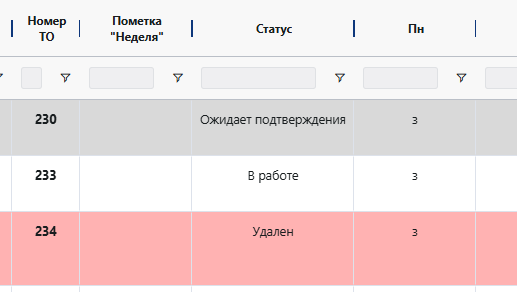 Номер ТО
Пометка "Неделя"
Статус
Пн
230
Ожидает подтверждения
з
233
В работе
з
234
Удален
з